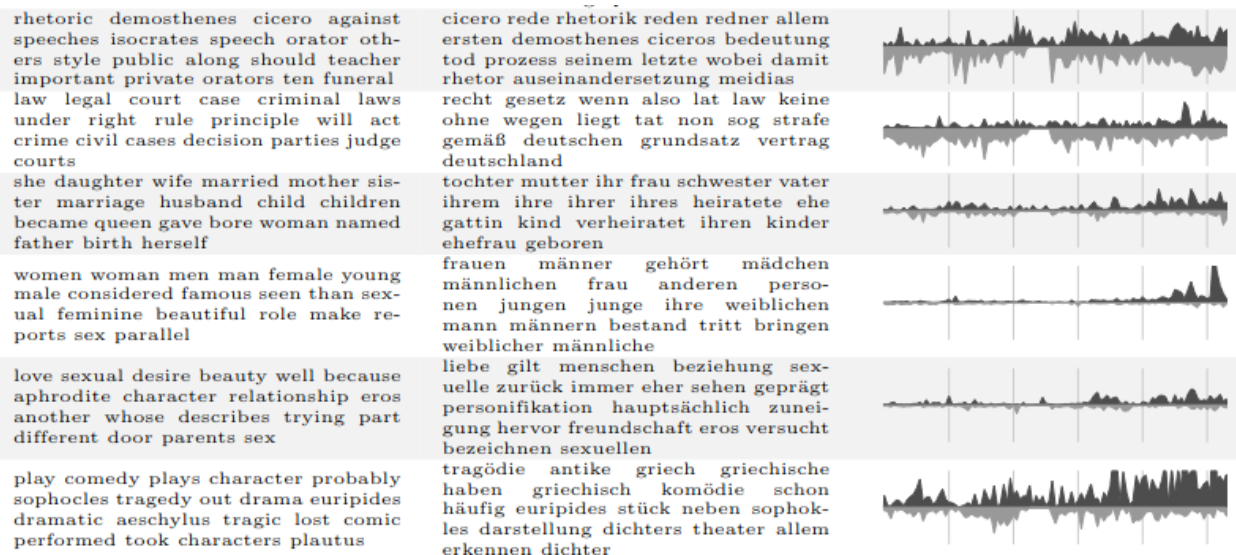 rhetoric demosthenes cicero against
speeches isocrates speech orator oth-
ers style public along should teacher
important private orators ten funeral
cicero rede rhetorik reden redner allem
ersten demosthenes ciceros bedeutung
tod prozess seinem letzte wobei damit
rhetor auseinandersetzung meidias
law legal court case criminal laws
under right rule principle will act
crime civil cases decision parties judge
courts
recht gesetz wenn also lat law keine
ohne wegen liegt tat non sog strafe
gemäß deutschen grundsatz vertrag
deutschland
she daughter wife married mother sis-
ter marriage husband child children
became queen gave bore woman named
father birth herself
tochter mutter ihr frau schwester vater
ihrem ihre ihrer ihres heiratete ehe
gattin kind verheiratet ihren kinder
ehefrau geboren
women woman men man female young
male considered famous seen than sex-
ual feminine beautiful role make re-
ports sex parallel
frauen männer gehört mädchen
männlichen frau anderen perso-
nen jungen junge ihre weiblichen
mann männern bestand tritt bringen
weiblicher männliche
love sexual desire beauty well because
aphrodite character relationship eros
another whose describes trying part
different door parents sex
liebe gilt menschen beziehung sex-
uelle zurück immer eher sehen geprägt
personifikation hauptsächlich zunei-
gung hervor freundschaft eros versucht
bezeichnen sexuellen
play comedy plays character probably
sophocles tragedy out drama euripides
dramatic aeschylus tragic lost comic
performed took characters plautus
tragödie antike griech griechische
haben griechisch komödie schon
häufig euripides stück neben sophok-
les darstellung dichters theater allem
erkennen dichter